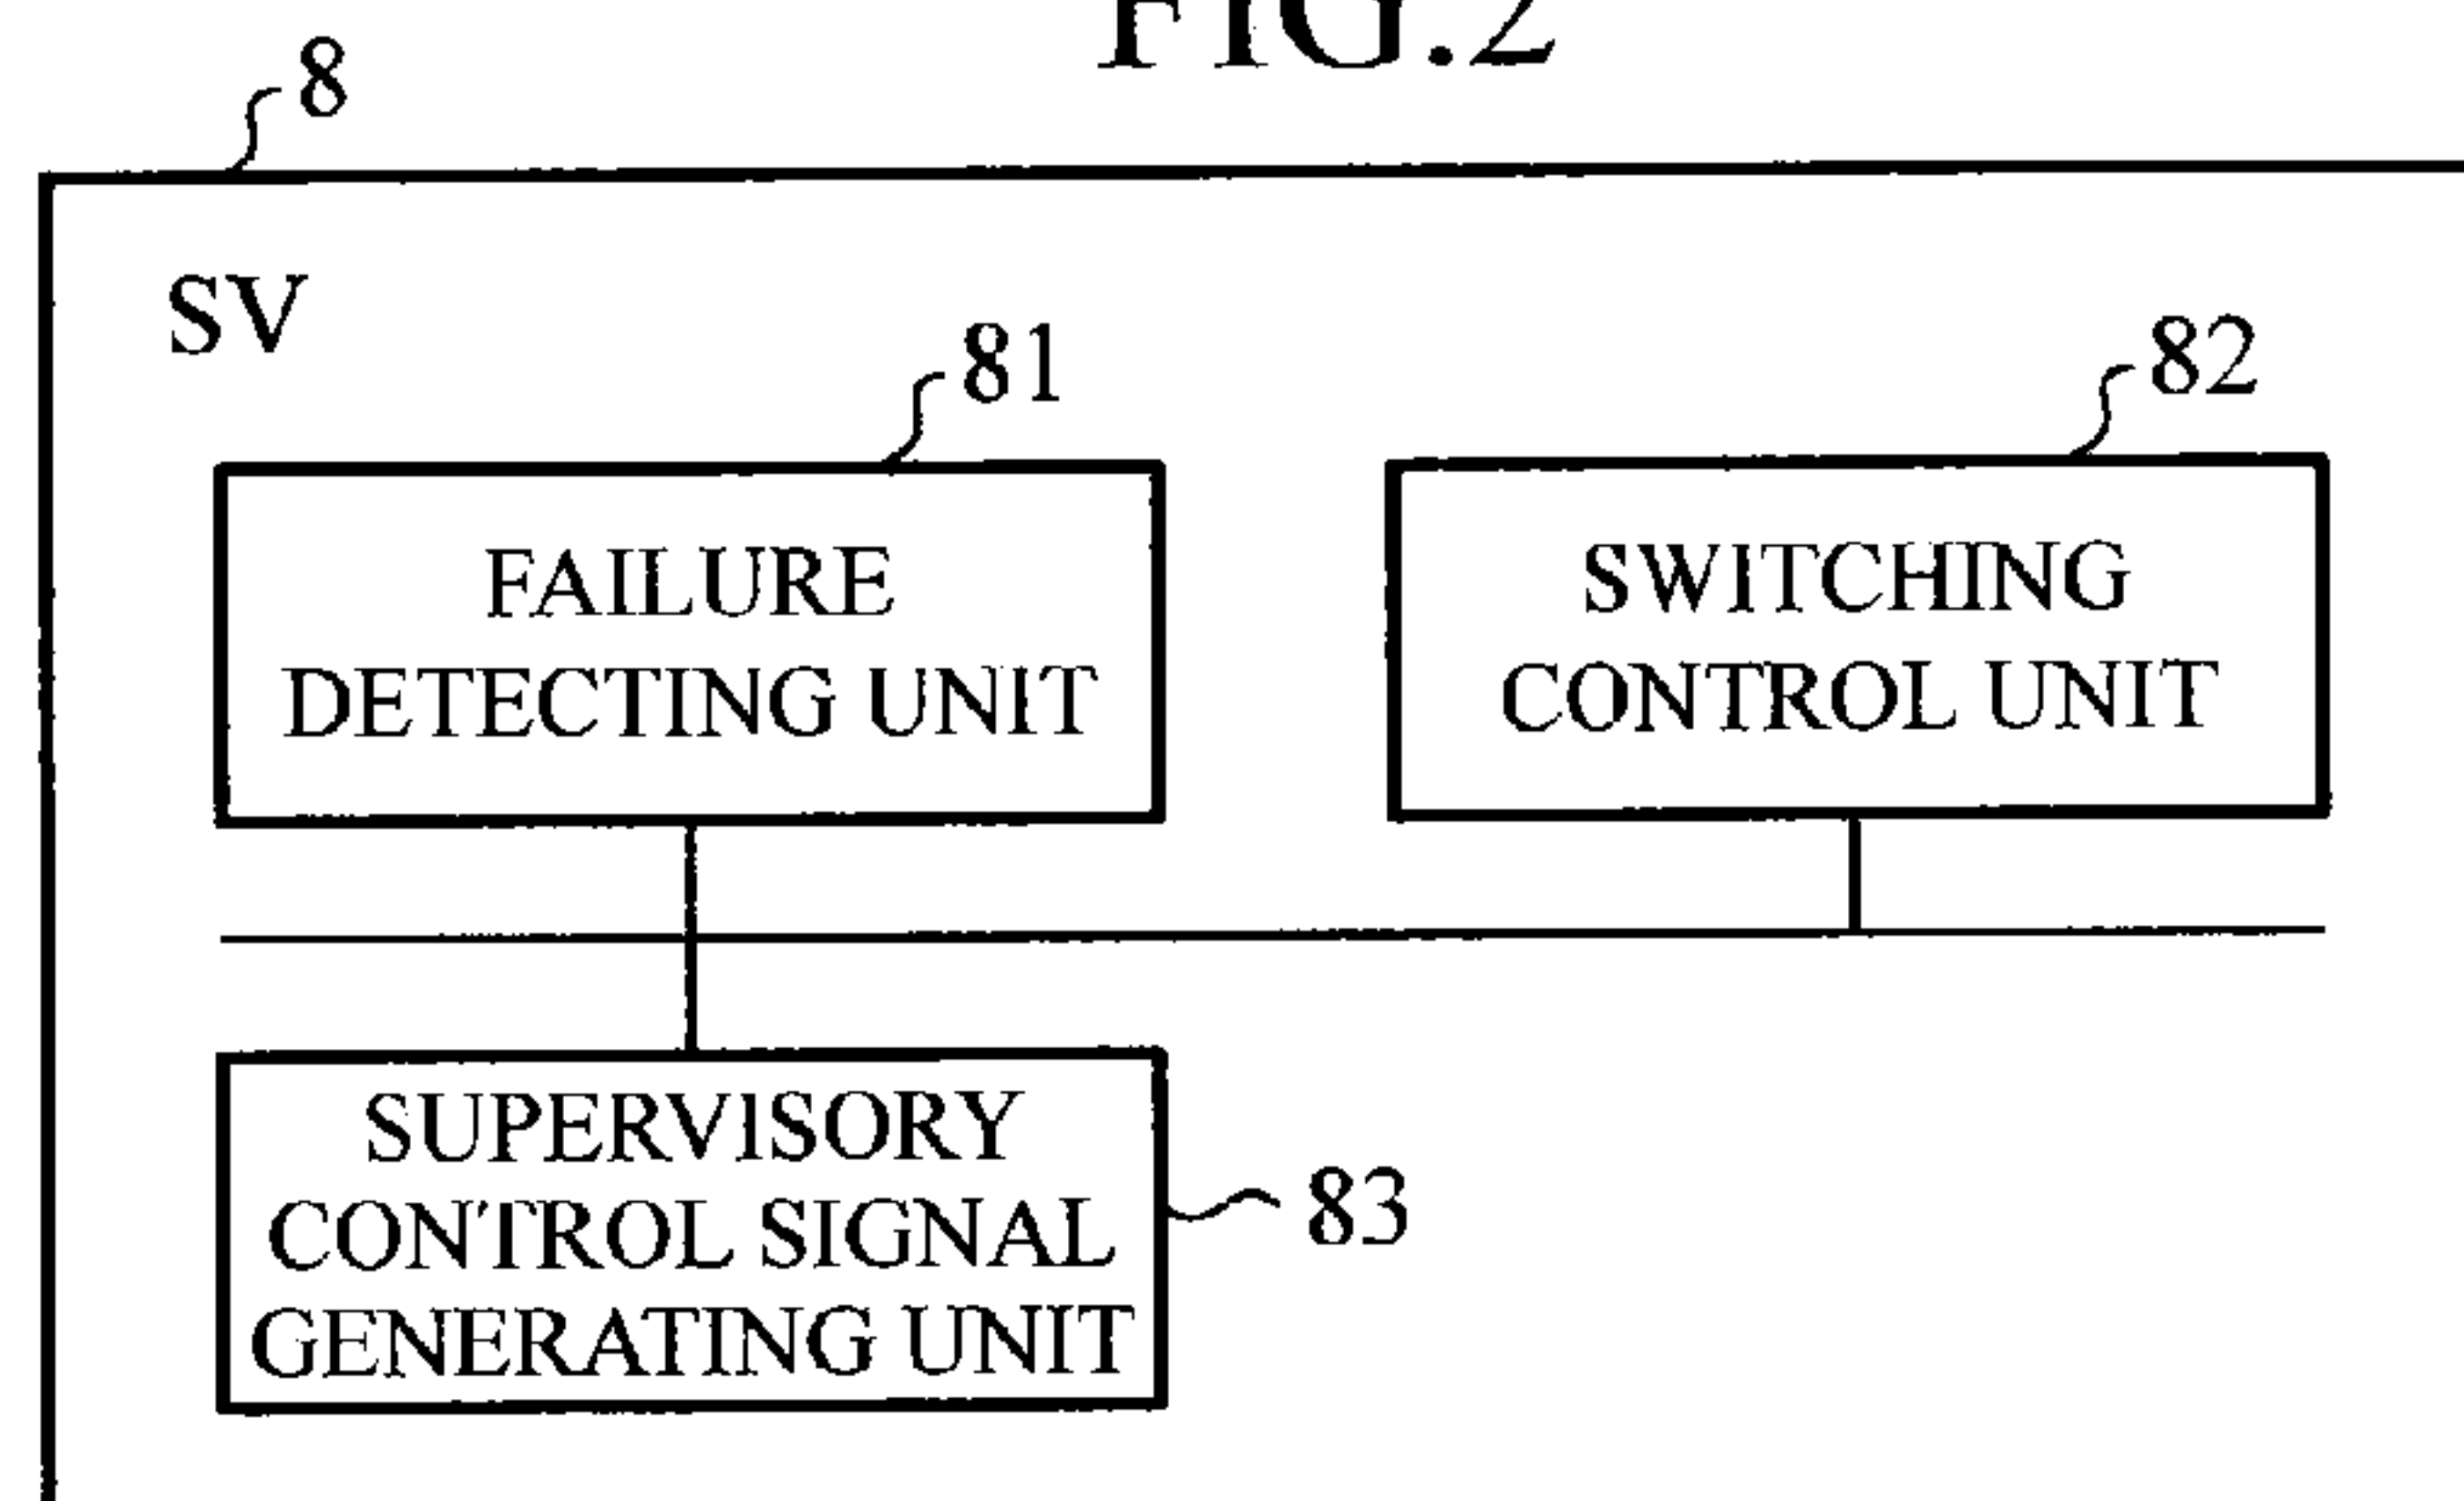 FIG.2
8
SV
81
82
FAILURE
DETECTING UNIT
SWITCHING
CONTROL UNIT
SUPERVISORY
CONTROL SIGNAL
GENERATING UNIT
83